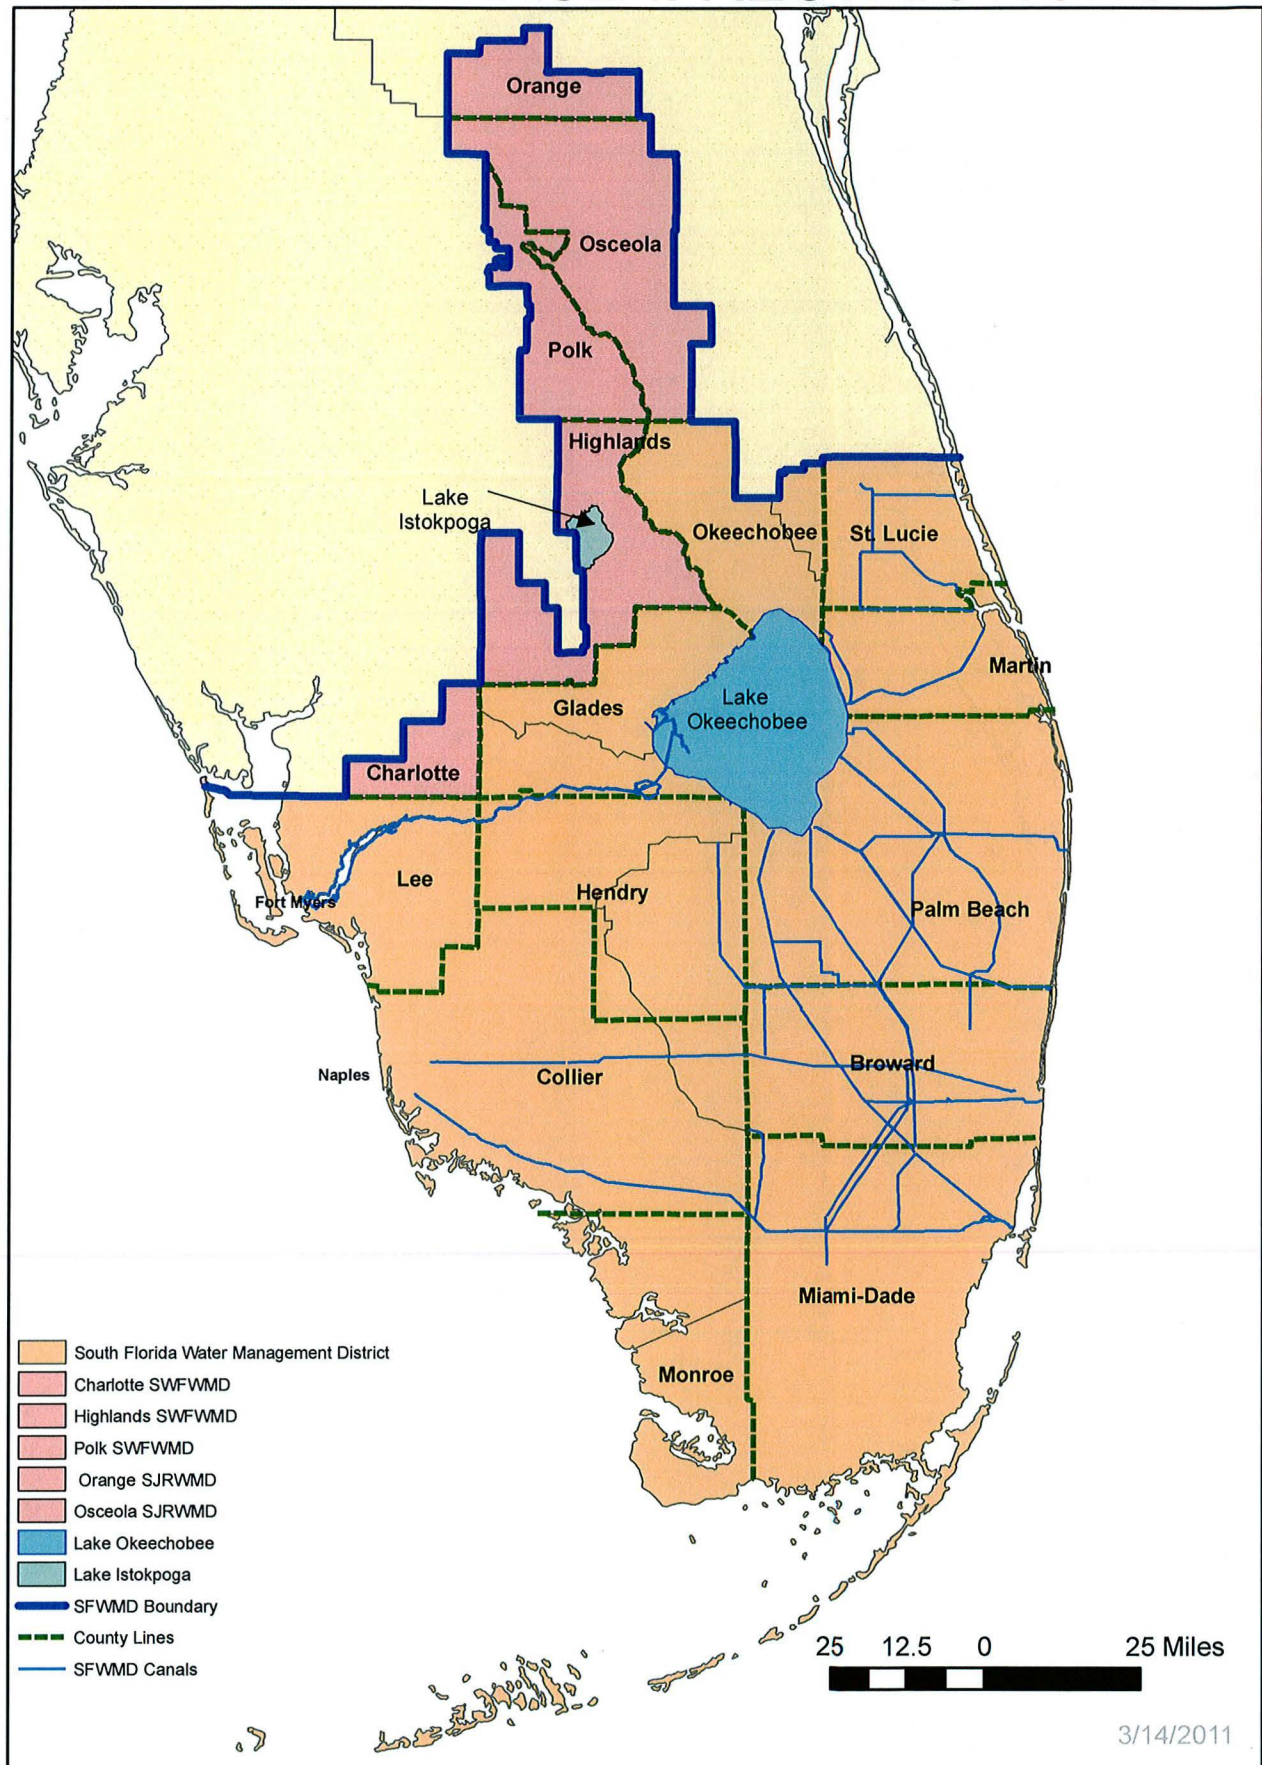 Orange
Osceola
Polk
Highlands
Lake
Istokpoga
Okeechobee
St. Lucie
Martin
Glades
Lake
Okeechobee
Charlotte
Lee
Fort Myers
Hendry
Palm Beach
Naples
Collier
Broward
Miami-Dade
Monroe
South Florida Water Management District
Charlotte SWFWMD
Highlands SWFWMD
Polk SWFWMD
Orange SJRWMD
Osceola SJRWMD
Lake Okeechobee
Lake Istokpoga
SFWMD Boundary
County Lines
SFWMD Canals
25 12.5 0 25 Miles
3/14/2011